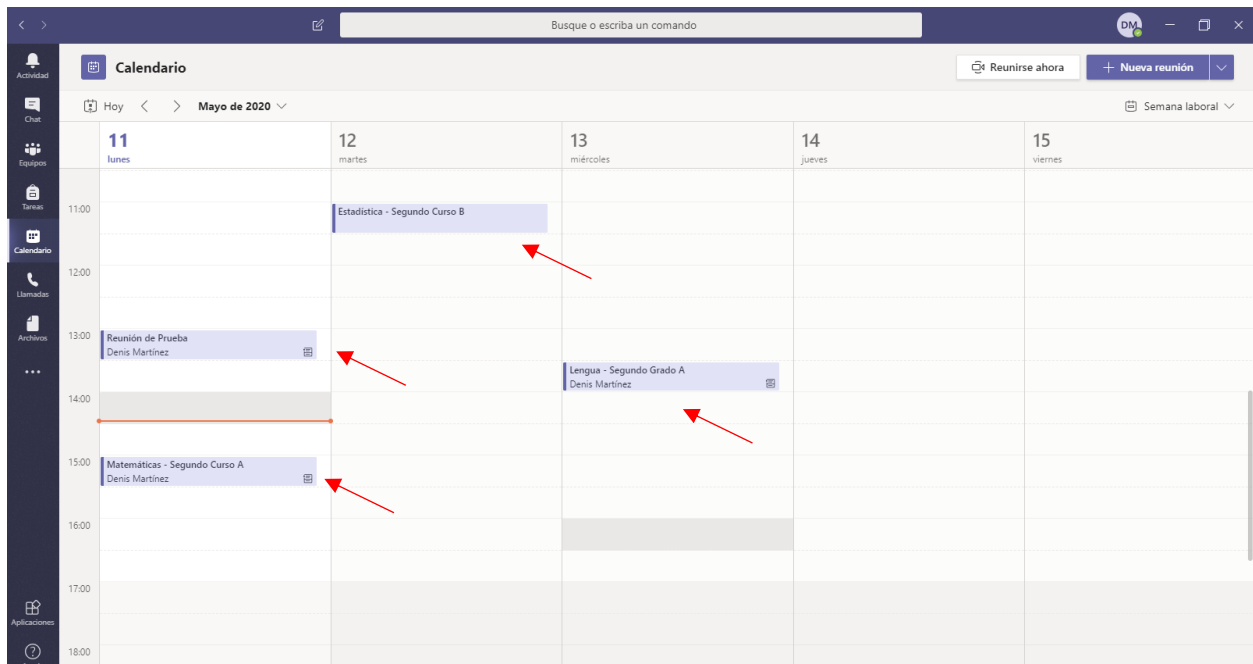 Busque o escriba un comando
DM
Actividad
Chat
Equipos
Tareas
Calendario
Llamadas
Archivos
Aplicaciones
Calendario
Reunirse ahora
+ Nueva reunión
Hoy
Mayo de 2020
Semana laboral
11
lunes
12
martes
13
miércoles
14
jueves
15
viernes
11:00
12:00
13:00
14:00
15:00
16:00
17:00
18:00
Estadística - Segundo Curso B
Reunión de Prueba
Denis Martínez
Lengua - Segundo Grado A
Denis Martínez
Matemáticas - Segundo Curso A
Denis Martínez